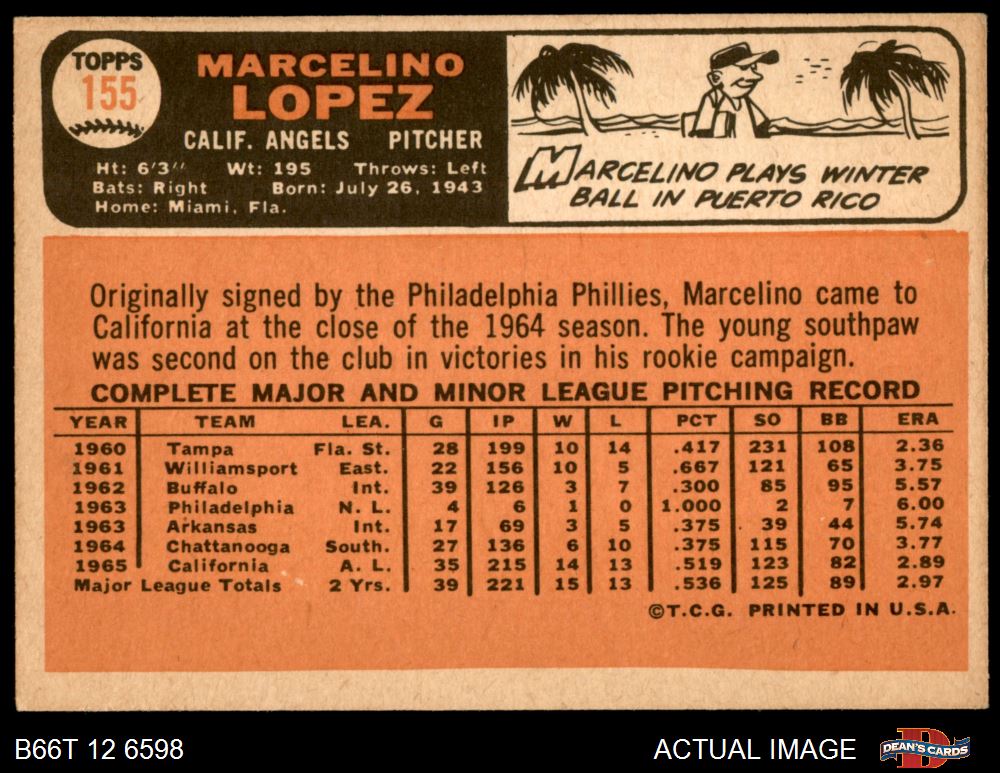 TOPPS
155
MARCELINO
LOPEZ
CALIF. ANGELS PITCHER
Ht: 6'3" Wt: 195 Throws: Left
Bats: Right Born: July 26, 1943
Home: Miami, Fla.
MARCELINO PLAYS WINTER
BALL IN PUERTO RICO
Originally signed by the Philadelphia Phillies, Marcelino came to
California at the close of the 1964 season. The young southpaw
was second on the club in victories in his rookie campaign.
COMPLETE MAJOR AND MINOR LEAGUE PITCHING RECORD
YEAR TEAM LEA. G IP W L PCT SO BB ERA
1960 Tampa Fla. St. 28 199 10 14 .417 231 108 2.36
1961 Williamsport East. 22 156 10 5 .667 121 65 3.75
1962 Buffalo Int. 39 126 3 7 .300 85 95 5.57
1963 Philadelphia N. L. 4 6 1 0 1.000 2 7 6.00
1963 Arkansas Int. 17 69 3 5 .375 39 44 5.74
1964 Chattanooga South. 27 136 6 10 .375 115 70 3.77
1965 California A. L. 35 215 14 13 .519 123 82 2.89
Major League Totals 2 Yrs. 39 221 15 13 .536 125 89 2.97
©T.C.G. PRINTED IN U.S.A.
B66T 12 6598 ACTUAL IMAGE DEAN'S CARDS